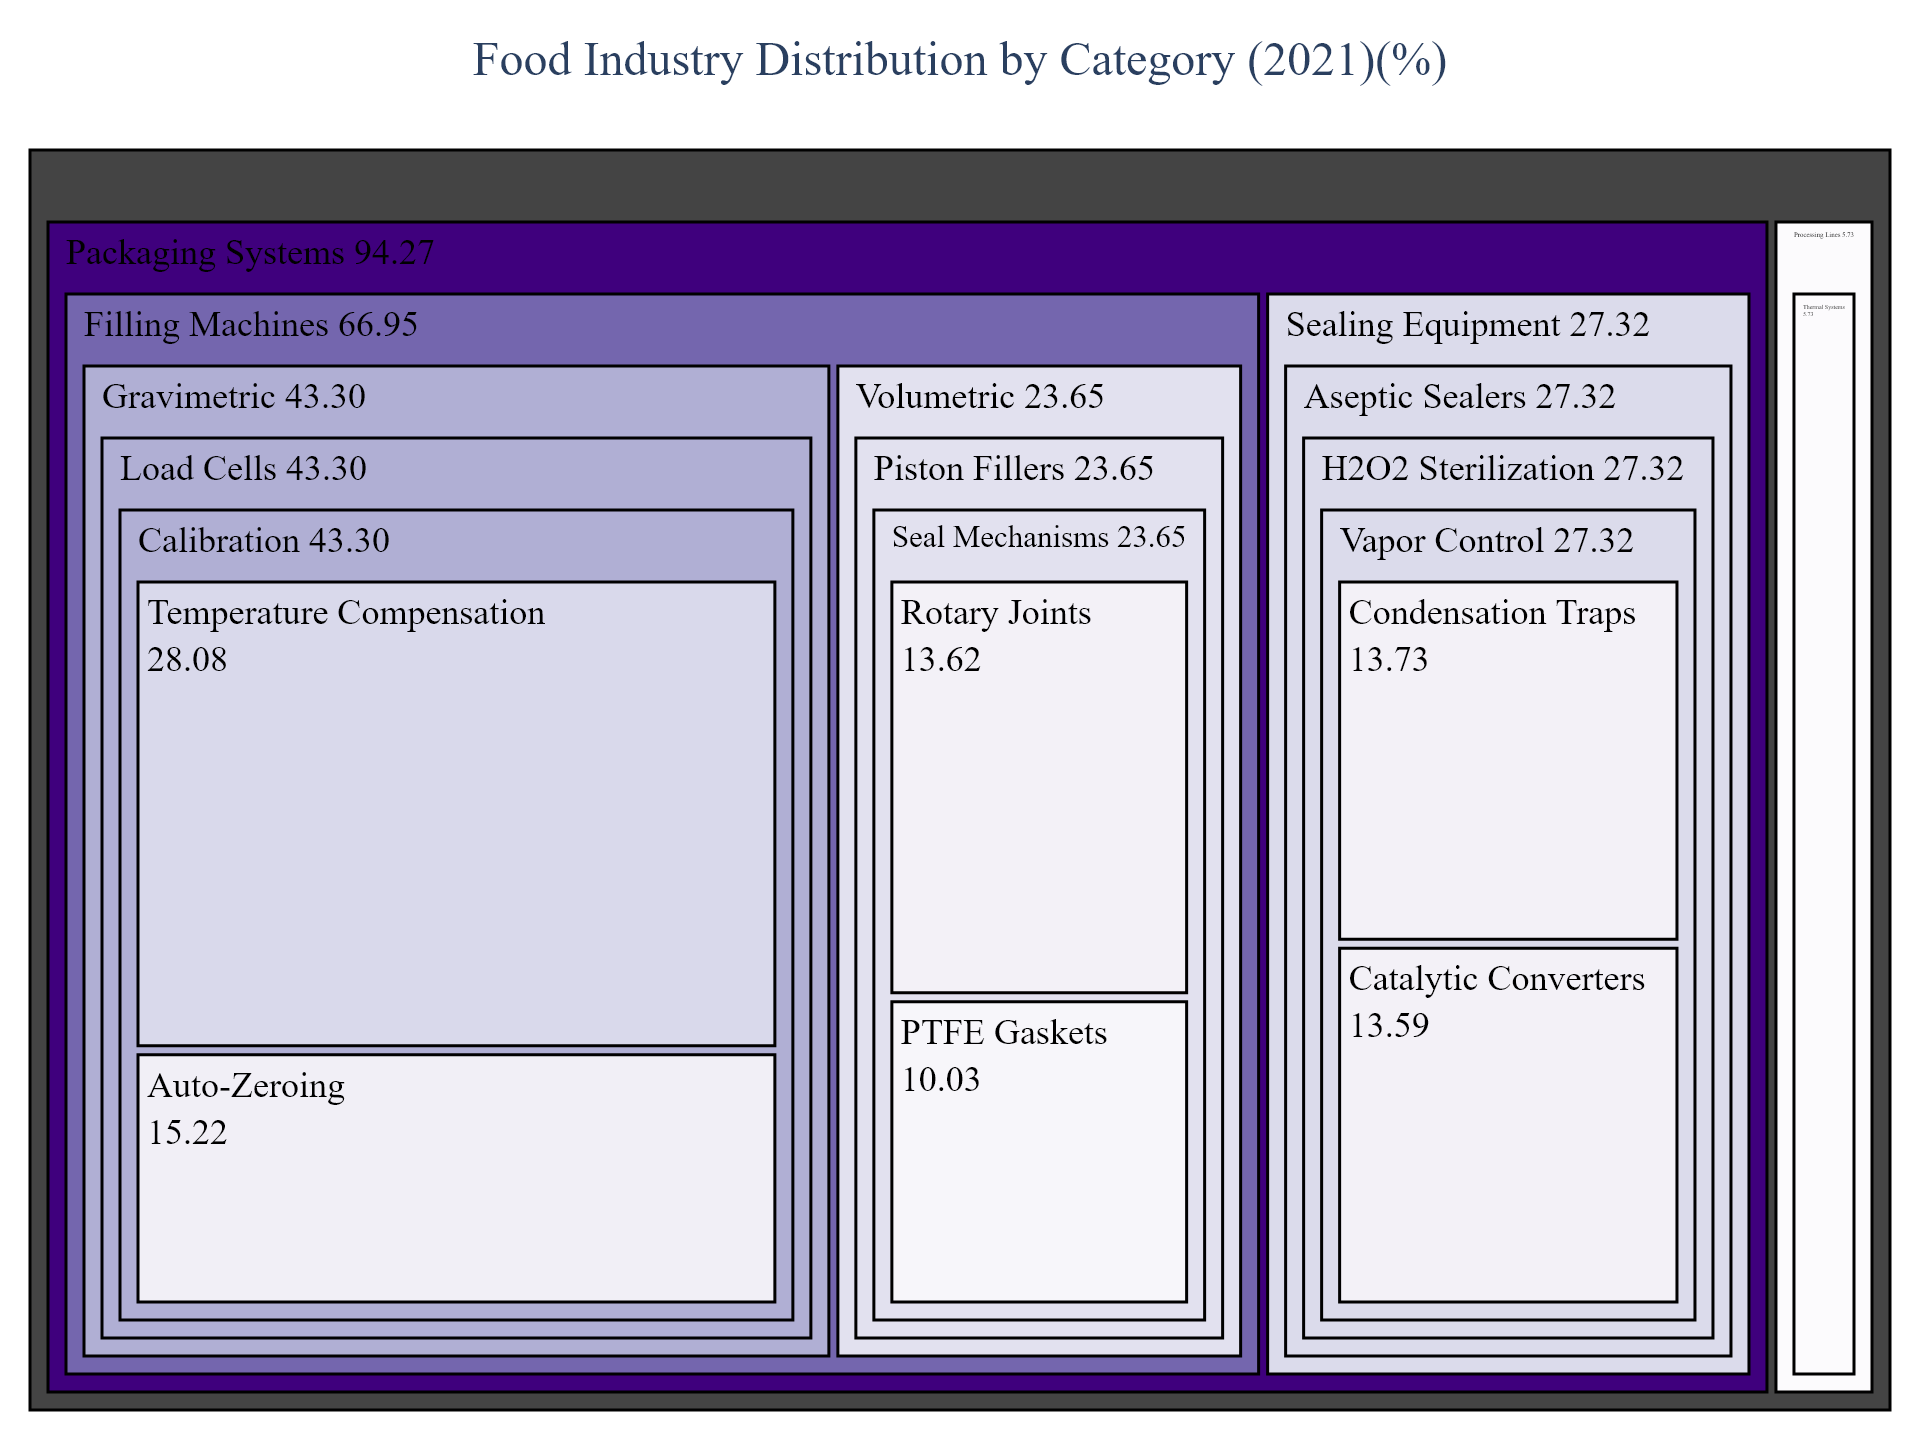 Food Industry Distribution by Category (2021)(%)
Packaging Systems 94.27
Filling Machines 66.95
Gravimetric 43.30
Load Cells 43.30
Calibration 43.30
Temperature Compensation
28.08
Auto-Zeroing
15.22
Volumetric 23.65
Piston Fillers 23.65
Seal Mechanisms 23.65
Rotary Joints
13.62
PTFE Gaskets
10.03
Sealing Equipment 27.32
Aseptic Sealers 27.32
H2O2 Sterilization 27.32
Vapor Control 27.32
Condensation Traps
13.73
Catalytic Converters
13.59
Processing Lines 5.73
Thermal Systems
5.73